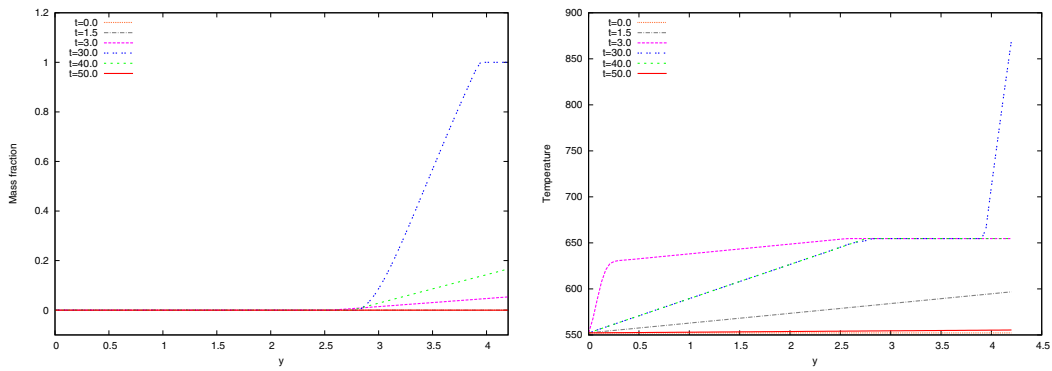 1.2
1
0.8
0.6
0.4
0.2
0
Mass fraction
t=0.0
t=1.5
t=3.0
t=30.0
t=40.0
t=50.0
0 0.5 1 1.5 2 2.5 3 3.5 4
y
900
850
800
750
700
650
600
550
Temperature
t=0.0
t=1.5
t=3.0
t=30.0
t=40.0
t=50.0
0 0.5 1 1.5 2 2.5 3 3.5 4 4.5
y